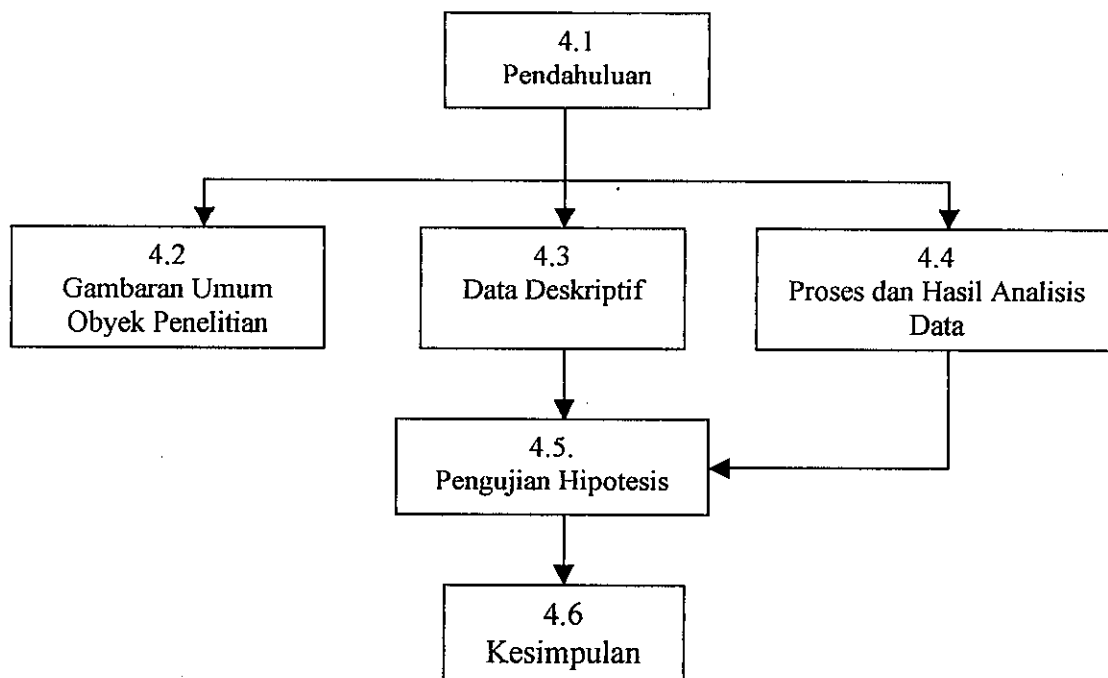 4.1
Pendahuluan
4.2
Gambaran Umum
Obyek Penelitian
4.3
Data Deskriptif
4.4
Proses dan Hasil Analisis
Data
4.5.
Pengujian Hipotesis
4.6
Kesimpulan